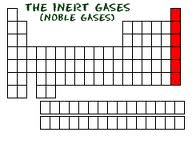 THE INERT GASES
(NOBLE GASES)